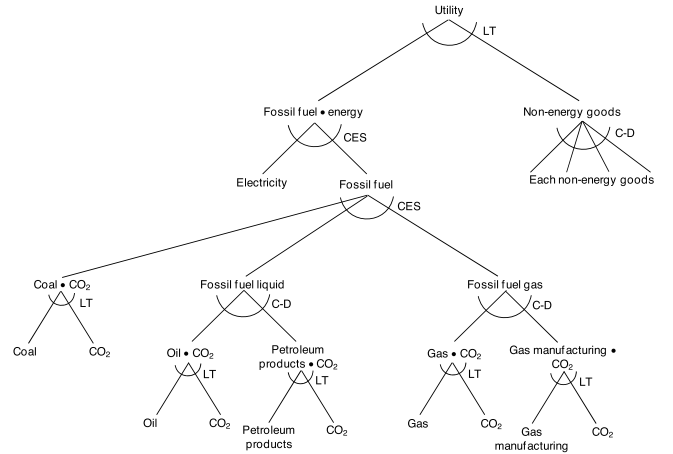 Utility
LT
Fossil fuel • energy
Non-energy goods
CES
C-D
Electricity
Fossil fuel
Each non-energy goods
CES
Coal • CO₂
Fossil fuel liquid
Fossil fuel gas
LT
C-D
C-D
Coal
CO₂
Oil • CO₂
Petroleum
products • CO₂
Gas • CO₂
Gas manufacturing •
CO₂
LT
LT
LT
LT
Oil
CO₂
Petroleum
products
CO₂
Gas
CO₂
Gas
manufacturing
CO₂